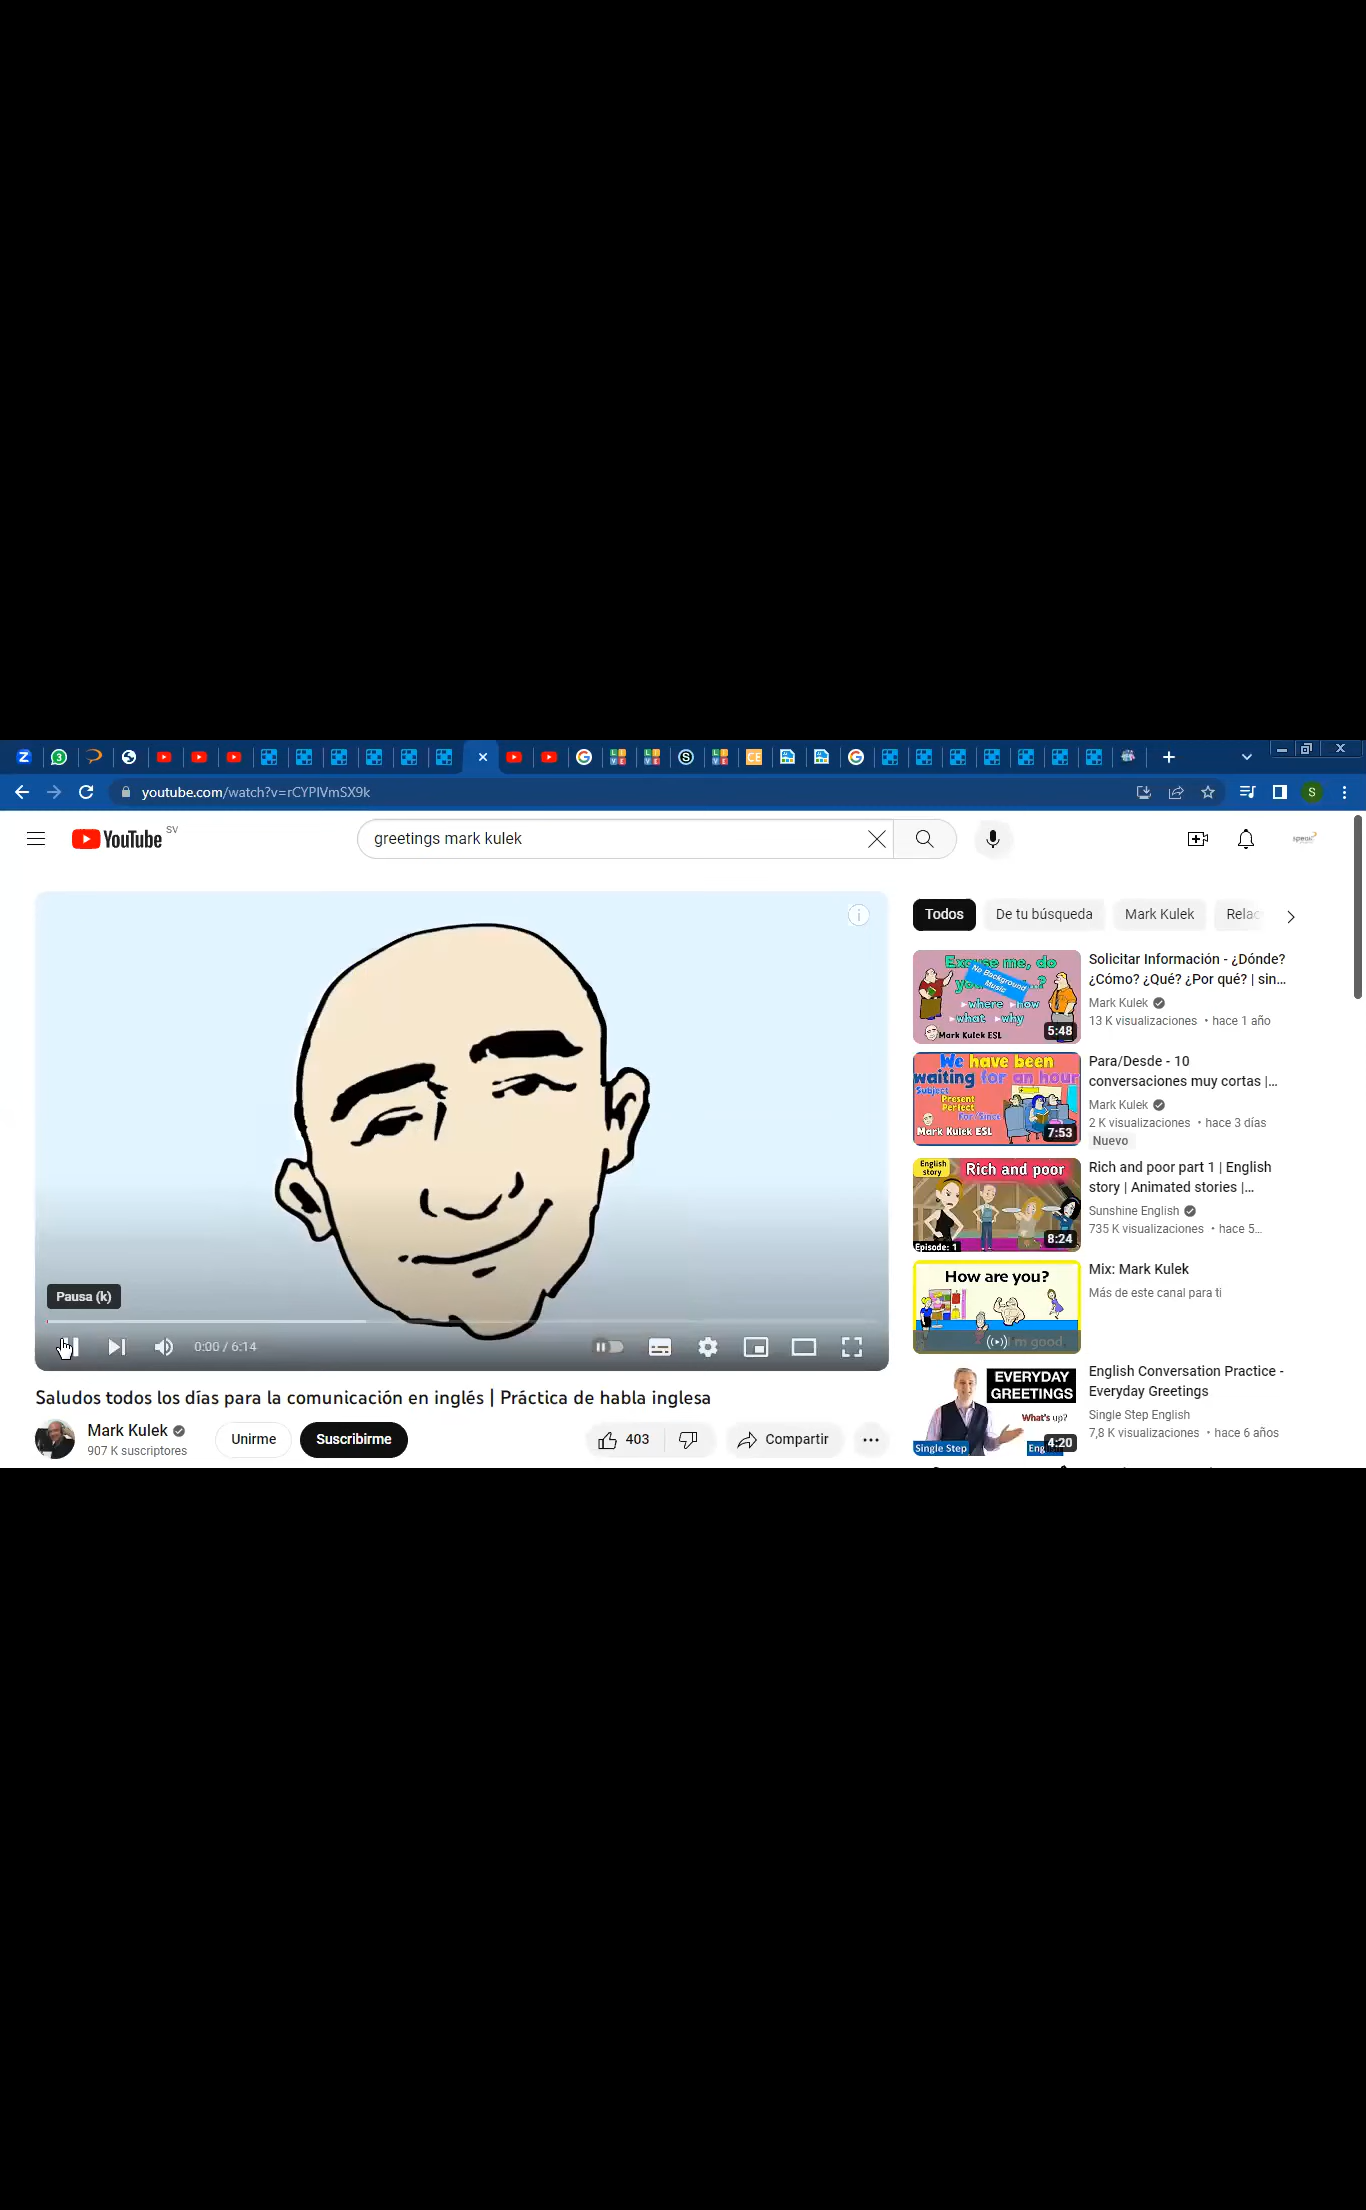 youtube.com/watch?v=rCYPIVmSX9k
S
YouTube SV
greetings mark kulek
Todos
De tu búsqueda
Mark Kulek
Relac
Excuse me, do
No Background
Music
where how
what why
Mark Kulek ESL
5:48
Solicitar Información - ¿Dónde?
¿Cómo? ¿Qué? ¿Por qué? | sin...
Mark Kulek
13 K visualizaciones • hace 1 año
We have been
waiting for an hour
Subject
Present
Perfect
For/Since
Mark Kulek ESL
7:53
Para/Desde - 10
conversaciones muy cortas |...
Mark Kulek
2 K visualizaciones • hace 3 días
Nuevo
English
story
Rich and poor
Episode: 1
8:24
Rich and poor part 1 | English
story | Animated stories |...
Sunshine English
735 K visualizaciones • hace 5...
How are you?
I'm good.
Mix: Mark Kulek
Más de este canal para ti
EVERYDAY
GREETINGS
What's up?
Single Step
Eng
4:20
English Conversation Practice -
Everyday Greetings
Single Step English
7,8 K visualizaciones • hace 6 años
Pausa (k)
0:00 / 6:14
Saludos todos los días para la comunicación en inglés | Práctica de habla inglesa
Mark Kulek
907 K suscriptores
Unirme
Suscribirme
403
Compartir